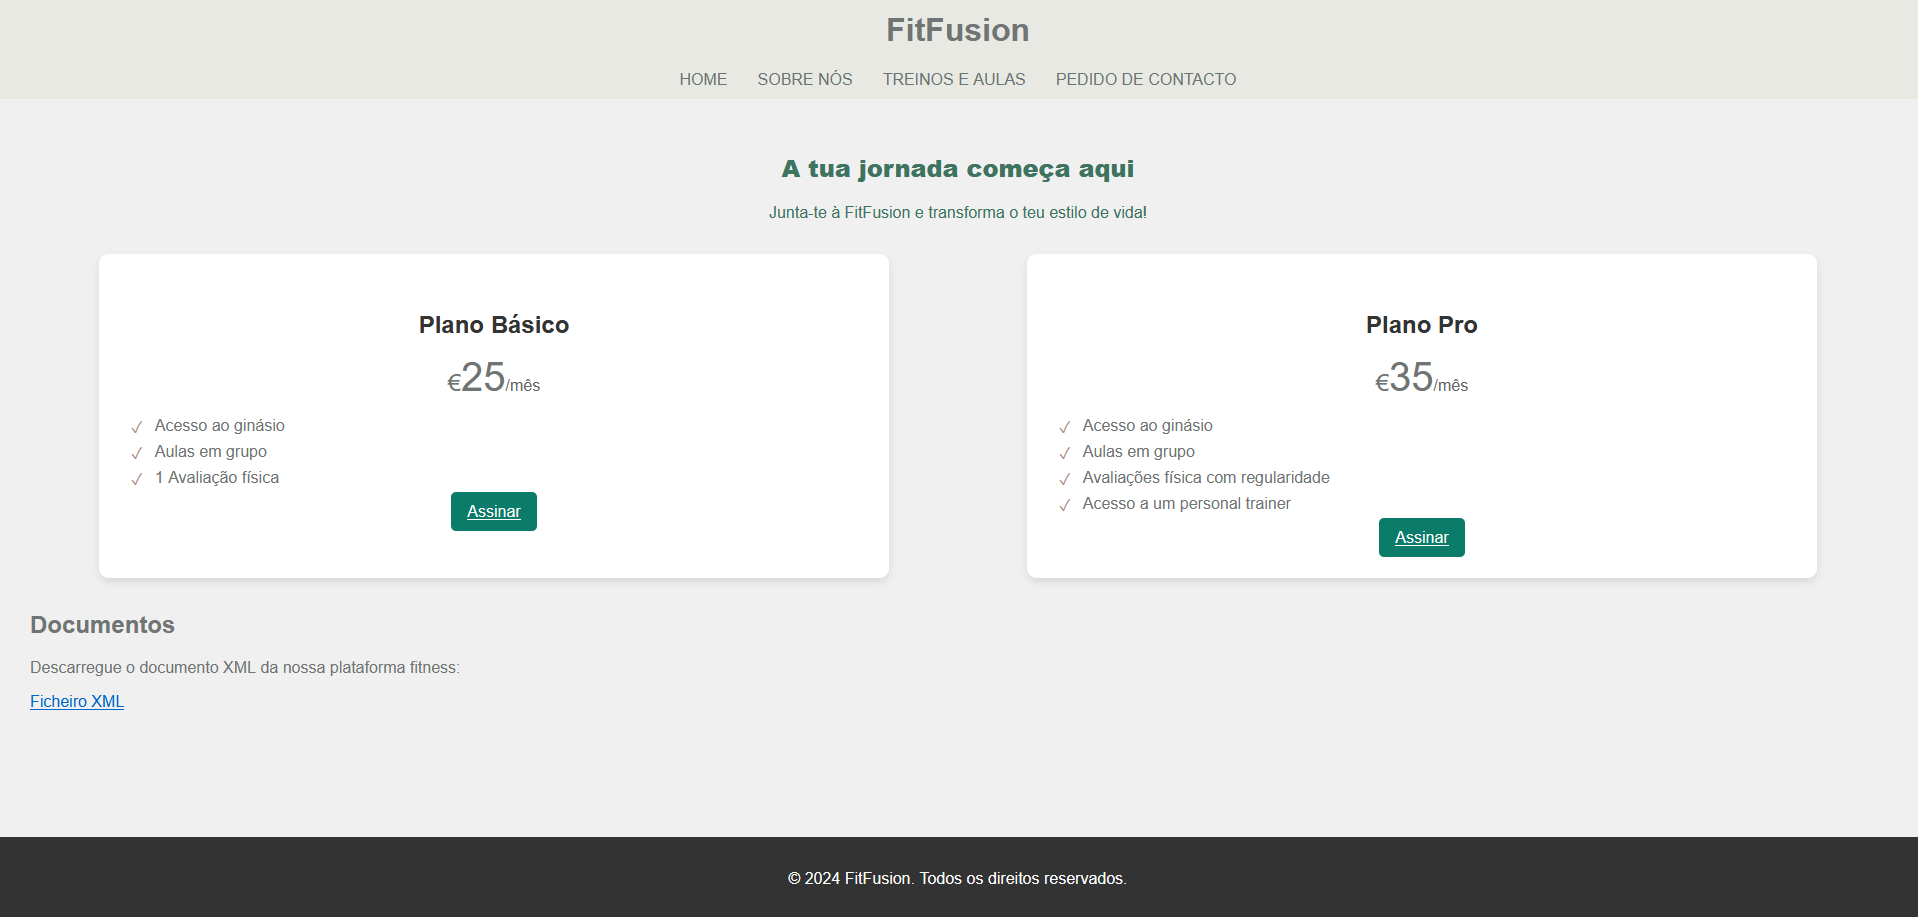 FitFusion
HOME SOBRE NÓS TREINOS E AULAS PEDIDO DE CONTACTO
A tua jornada começa aqui
Junta-te à FitFusion e transforma o teu estilo de vida!
Plano Básico
€25/mês
✓ Acesso ao ginásio
✓ Aulas em grupo
✓ 1 Avaliação física
Assinar
Plano Pro
€35/mês
✓ Acesso ao ginásio
✓ Aulas em grupo
✓ Avaliações física com regularidade
✓ Acesso a um personal trainer
Assinar
Documentos
Descarregue o documento XML da nossa plataforma fitness:
Ficheiro XML
© 2024 FitFusion. Todos os direitos reservados.